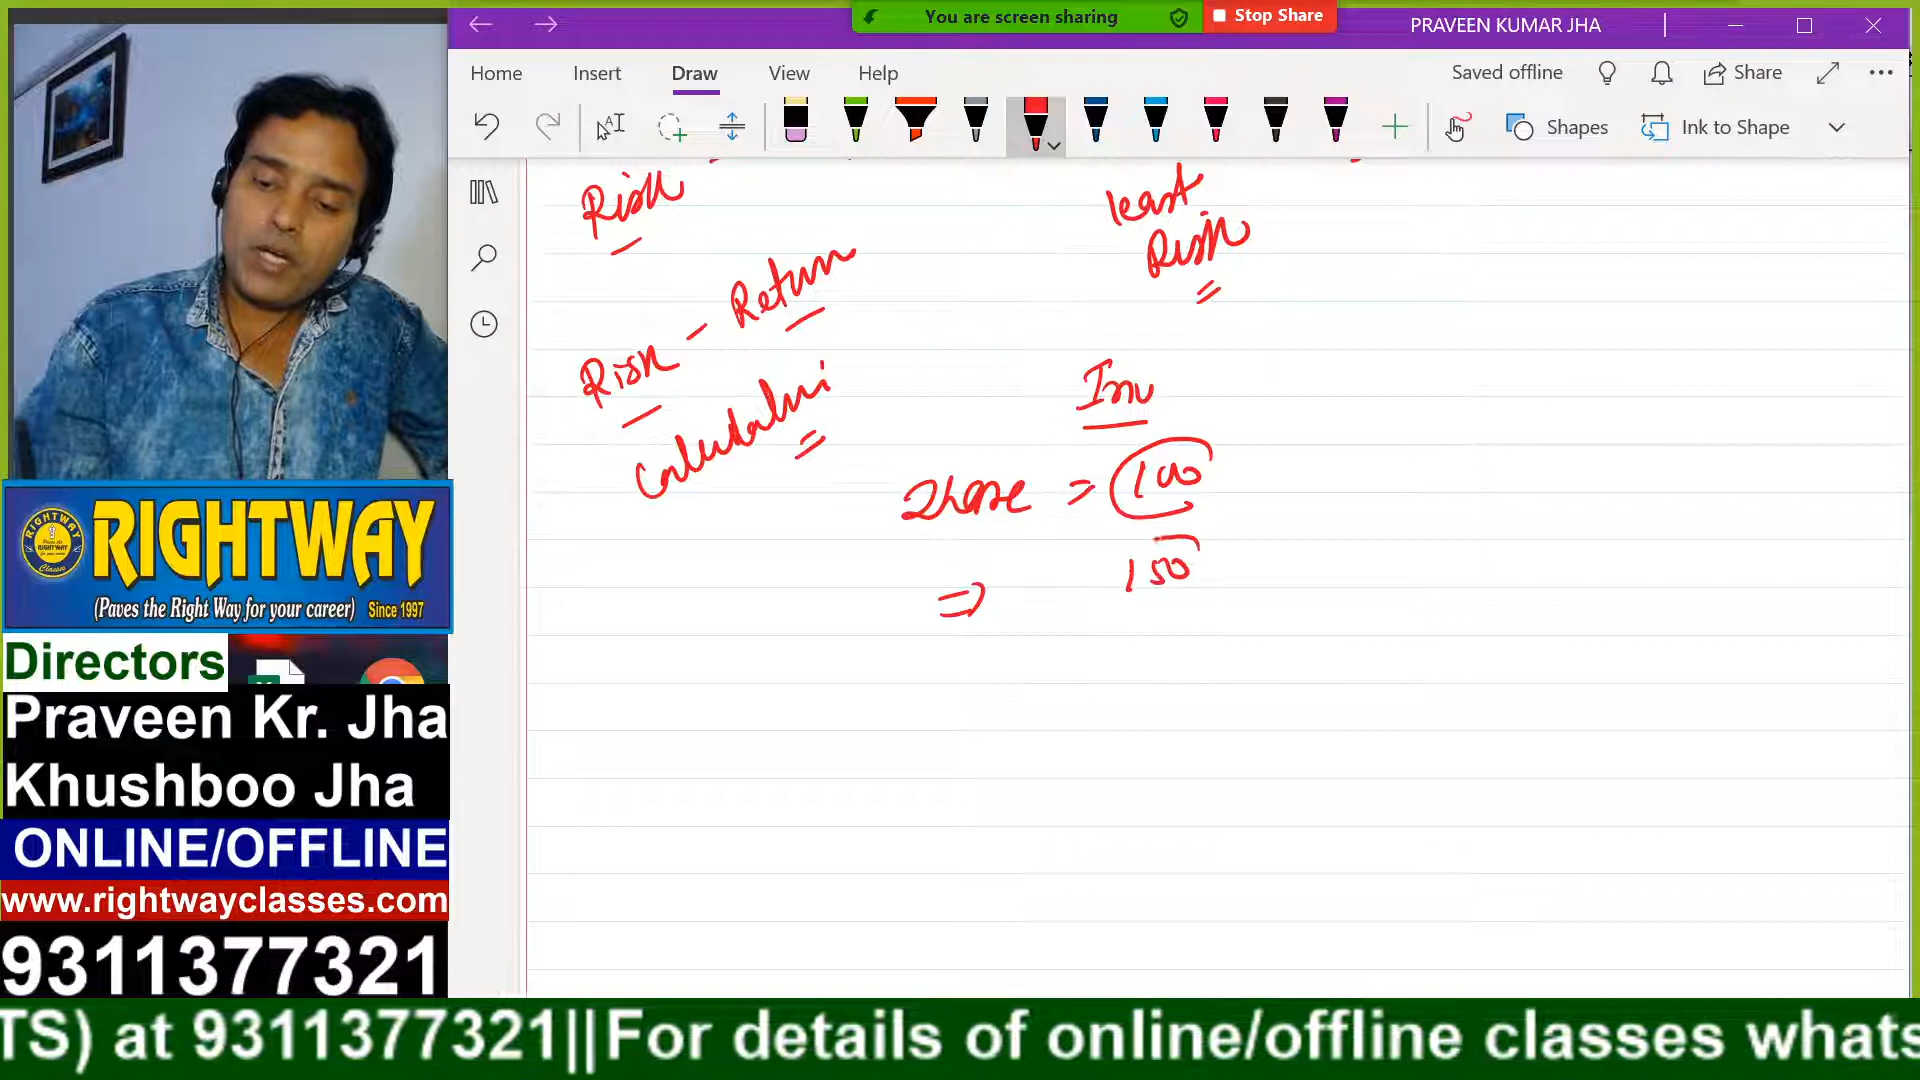 You are screen sharing
Stop Share
PRAVEEN KUMAR JHA
Home Insert Draw View Help
Saved offline
Share
Shapes
Ink to Shape
Risk
least
Risk
Risk - Return
Inv
Share = 100
150
⇒
RIGHTWAY
Classes
RIGHTWAY
(Paves the Right Way for your career) Since 1997
Directors
Praveen Kr. Jha
Khushboo Jha
ONLINE/OFFLINE
www.rightwayclasses.com
9311377321
TS) at 9311377321||For details of online/offline classes whats